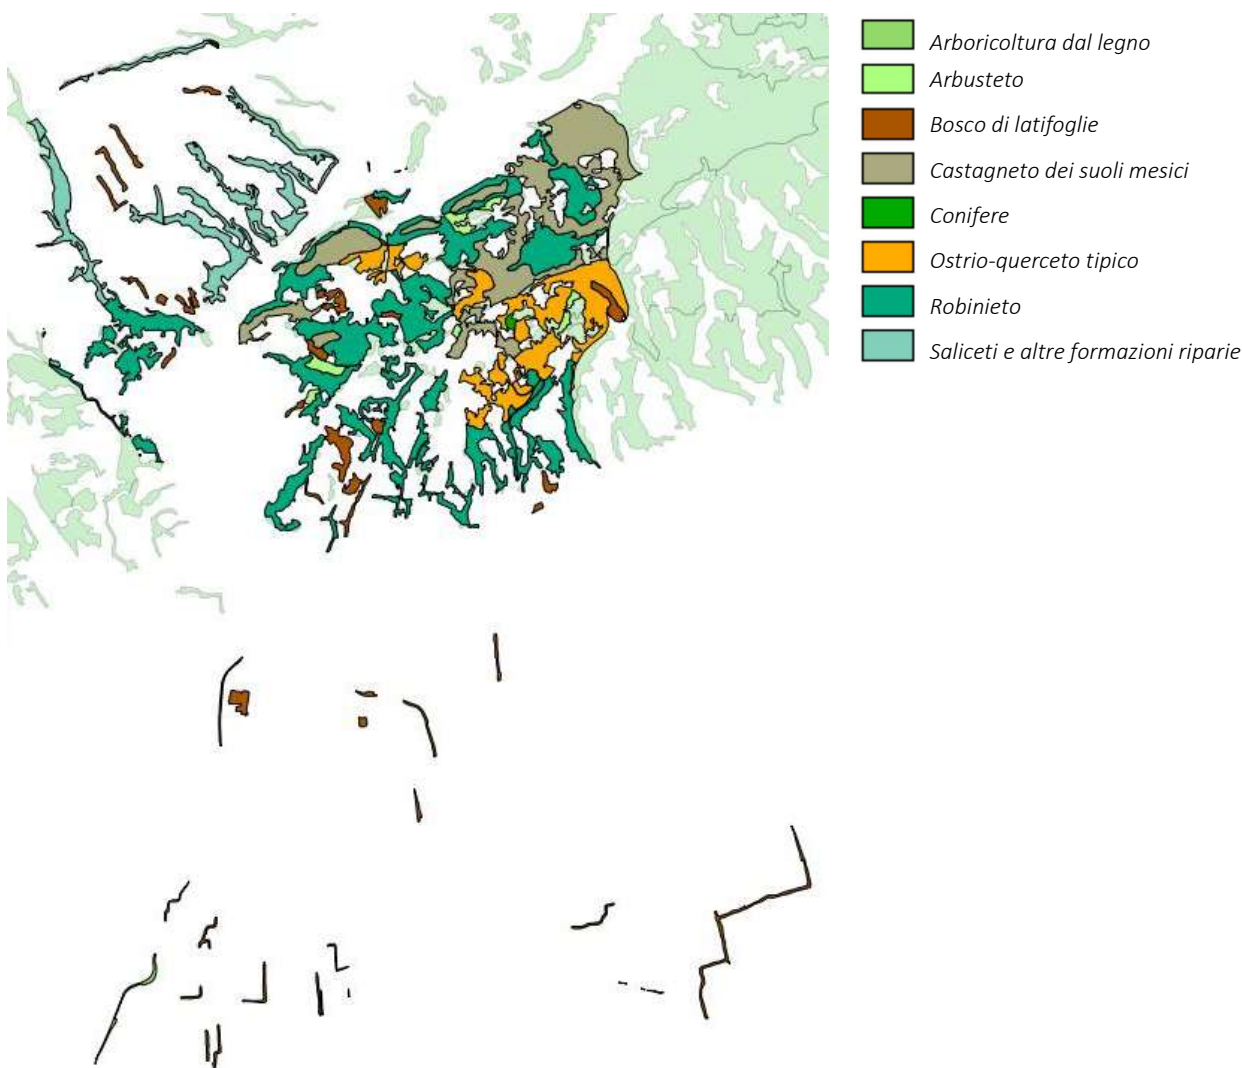 Arboricoltura dal legno
Arbusteto
Bosco di latifoglie
Castagneto dei suoli mesici
Conifere
Ostrio-querceto tipico
Robinieto
Saliceti e altre formazioni riparie